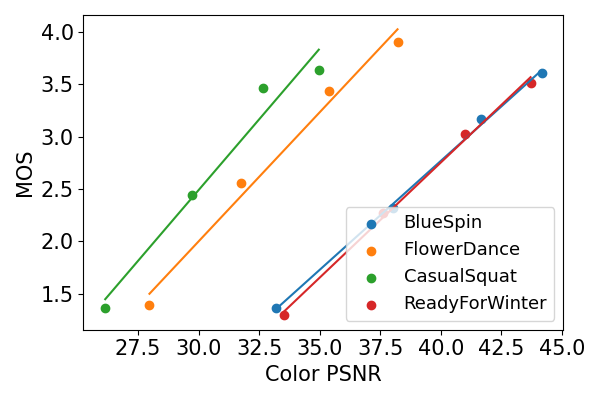 4.0
3.5
3.0
2.5
2.0
1.5
MOS
BlueSpin
FlowerDance
CasualSquat
ReadyForWinter
27.5 30.0 32.5 35.0 37.5 40.0 42.5 45.0
Color PSNR